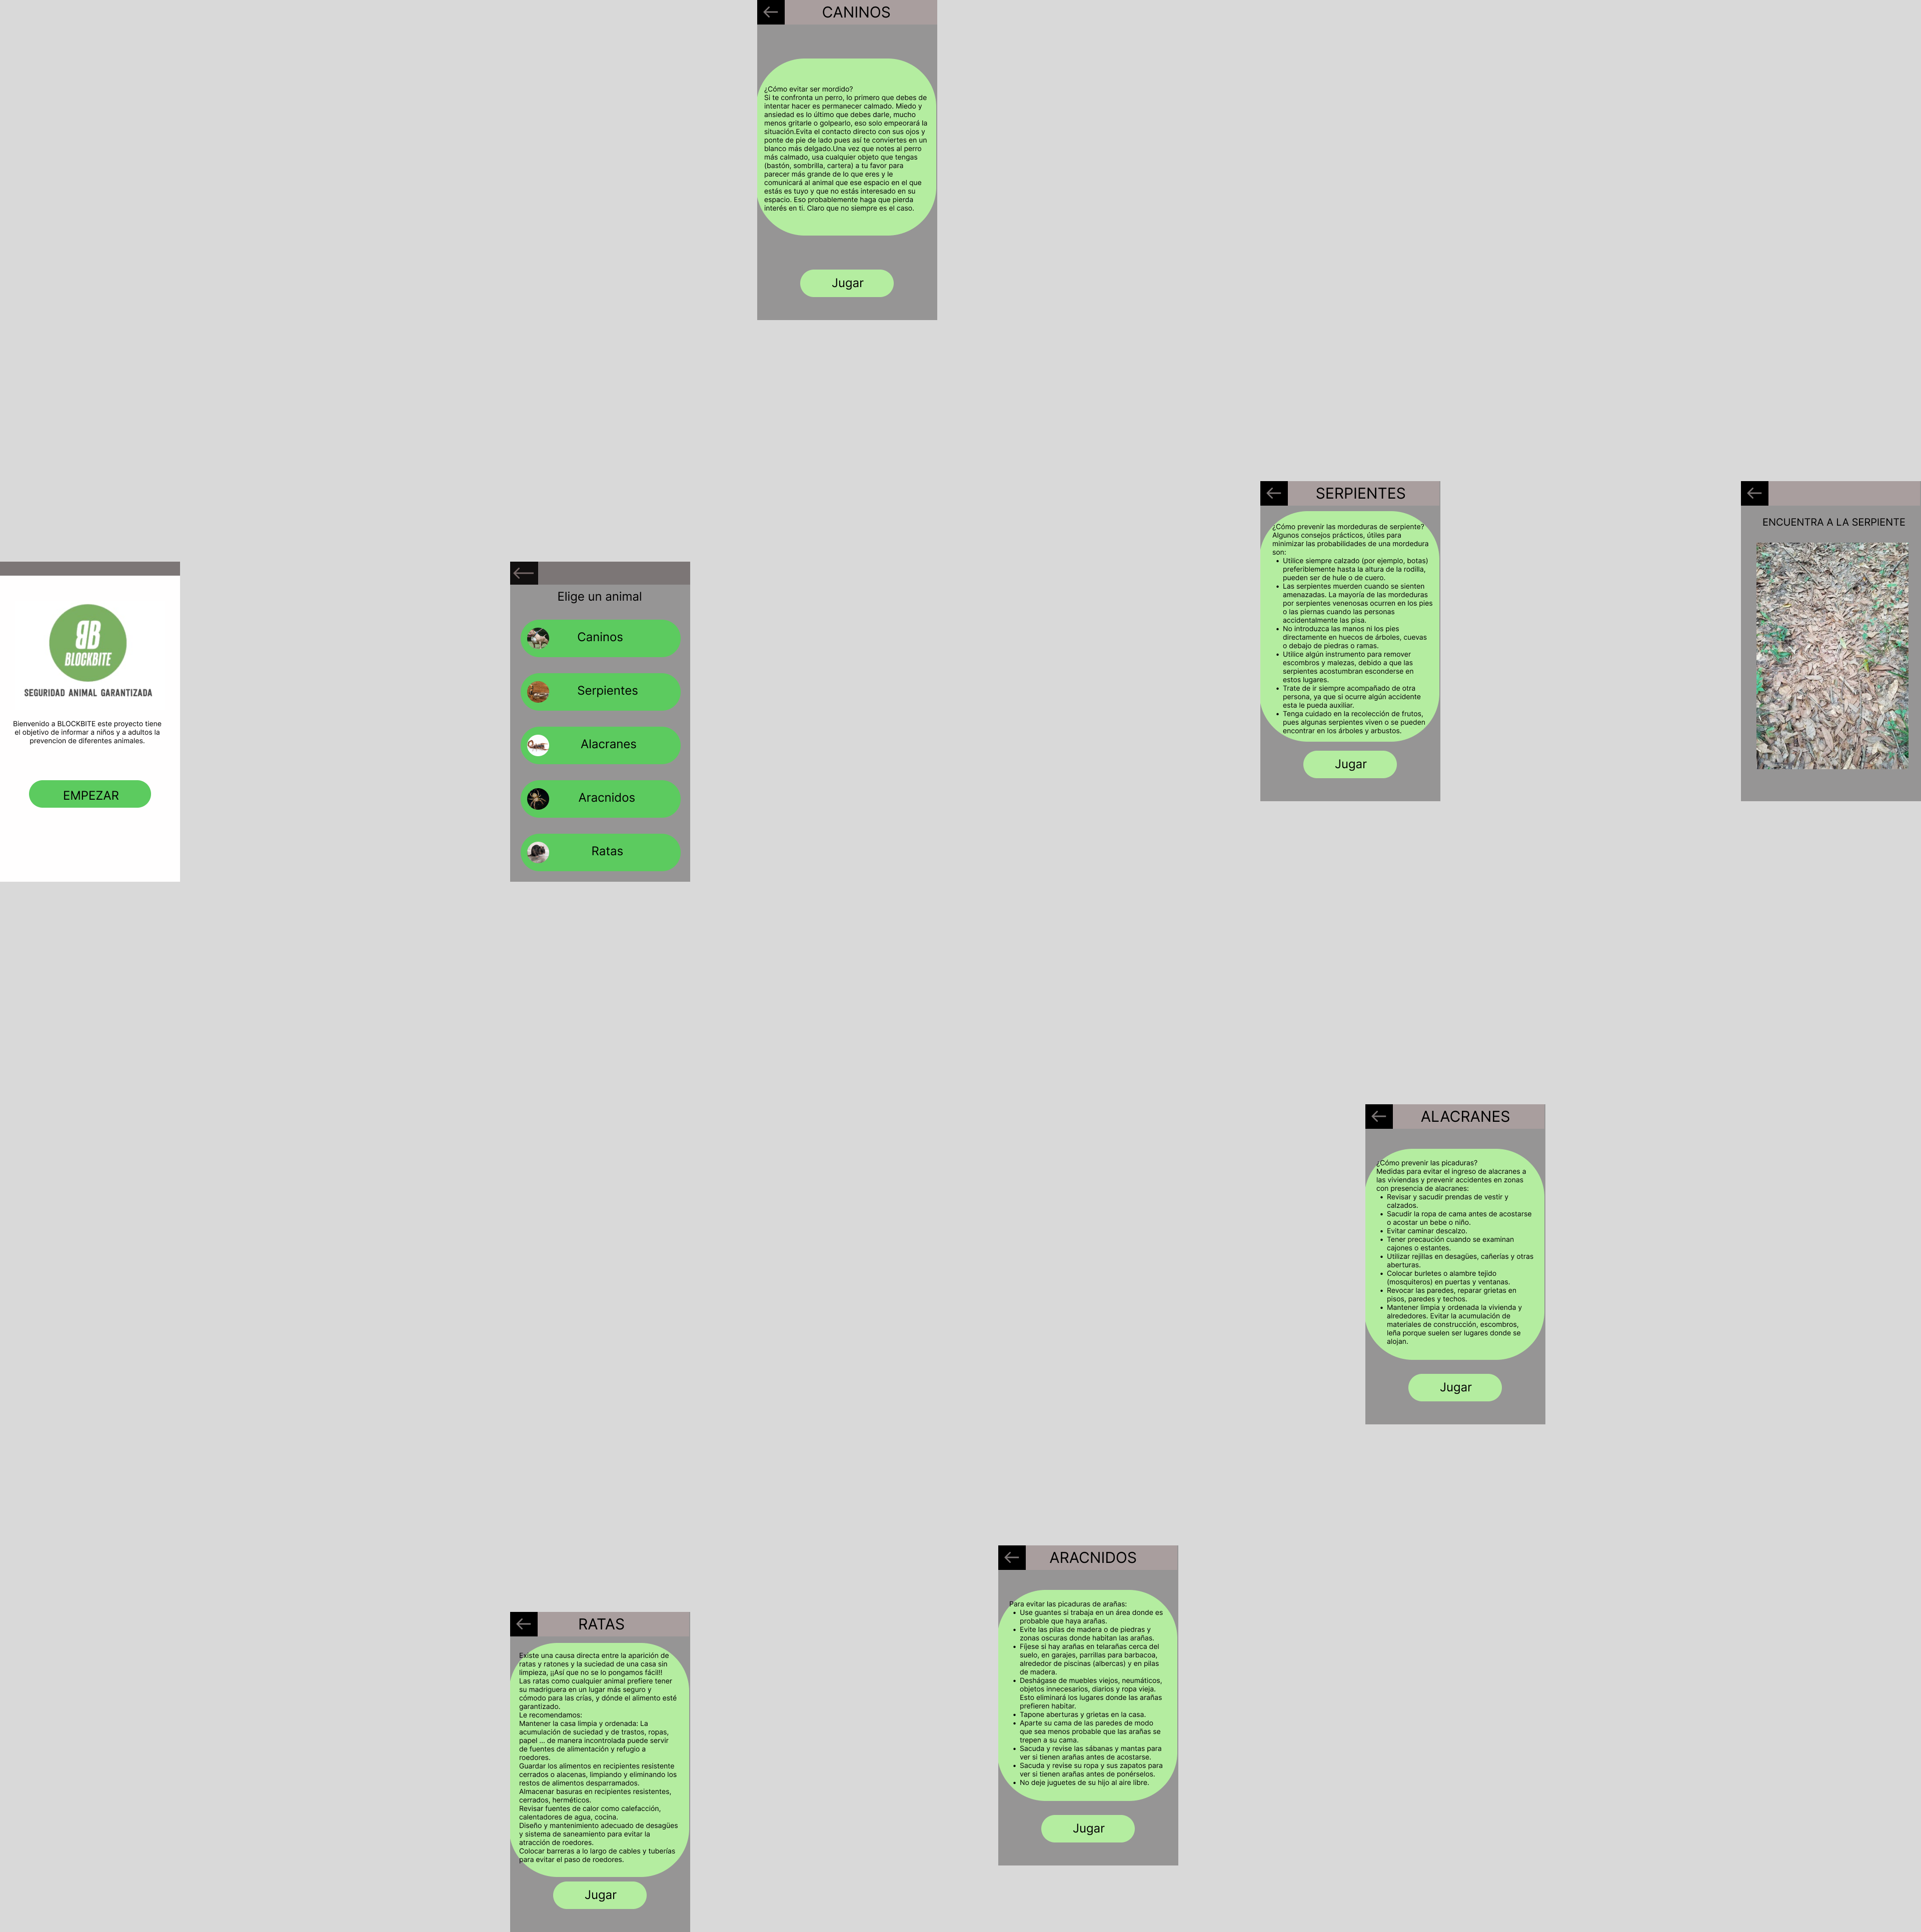 CANINOS
¿Cómo evitar ser mordido?
Si te confronta un perro, lo primero que debes de
intentar hacer es permanecer calmado. Miedo y
ansiedad es lo último que debes darle, mucho
menos gritarle o golpearlo, eso solo empeorará la
situación.Evita el contacto directo con sus ojos y
ponte de pie de lado pues así te conviertes en un
blanco más delgado.Una vez que notes al perro
más calmado, usa cualquier objeto que tengas
(bastón, sombrilla, cartera) a tu favor para
parecer más grande de lo que eres y le
comunicará al animal que ese espacio en el que
estás es tuyo y que no estás interesado en su
espacio. Eso probablemente haga que pierda
interés en ti. Claro que no siempre es el caso.
Jugar
BB
BLOCKBITE
SEGURIDAD ANIMAL GARANTIZADA
Bienvenido a BLOCKBITE este proyecto tiene
el objetivo de informar a niños y a adultos la
prevencion de diferentes animales.
EMPEZAR
Elige un animal
Caninos
Serpientes
Alacranes
Aracnidos
Ratas
SERPIENTES
¿Cómo prevenir las mordeduras de serpiente?
Algunos consejos prácticos, útiles para
minimizar las probabilidades de una mordedura
son:
• Utilice siempre calzado (por ejemplo, botas)
preferiblemente hasta la altura de la rodilla,
pueden ser de hule o de cuero.
• Las serpientes muerden cuando se sienten
amenazadas. La mayoría de las mordeduras
por serpientes venenosas ocurren en los pies
o las piernas cuando las personas
accidentalmente las pisa.
• No introduzca las manos ni los pies
directamente en huecos de árboles, cuevas
o debajo de piedras o ramas.
• Utilice algún instrumento para remover
escombros y malezas, debido a que las
serpientes acostumbran esconderse en
estos lugares.
• Trate de ir siempre acompañado de otra
persona, ya que si ocurre algún accidente
esta le pueda auxiliar.
• Tenga cuidado en la recolección de frutos,
pues algunas serpientes viven o se pueden
encontrar en los árboles y arbustos.
Jugar
ENCUENTRA A LA SERPIENTE
ALACRANES
¿Cómo prevenir las picaduras?
Medidas para evitar el ingreso de alacranes a
las viviendas y prevenir accidentes en zonas
con presencia de alacranes:
• Revisar y sacudir prendas de vestir y
calzados.
• Sacudir la ropa de cama antes de acostarse
o acostar un bebe o niño.
• Evitar caminar descalzo.
• Tener precaución cuando se examinan
cajones o estantes.
• Utilizar rejillas en desagües, cañerías y otras
aberturas.
• Colocar burletes o alambre tejido
(mosquiteros) en puertas y ventanas.
• Revocar las paredes, reparar grietas en
pisos, paredes y techos.
• Mantener limpia y ordenada la vivienda y
alrededores. Evitar la acumulación de
materiales de construcción, escombros,
leña porque suelen ser lugares donde se
alojan.
Jugar
ARACNIDOS
Para evitar las picaduras de arañas:
• Use guantes si trabaja en un área donde es
probable que haya arañas.
• Evite las pilas de madera o de piedras y
zonas oscuras donde habitan las arañas.
• Fíjese si hay arañas en telarañas cerca del
suelo, en garajes, parrillas para barbacoa,
alrededor de piscinas (albercas) y en pilas
de madera.
• Deshágase de muebles viejos, neumáticos,
objetos innecesarios, diarios y ropa vieja.
Esto eliminará los lugares donde las arañas
prefieren habitar.
• Tapone aberturas y grietas en la casa.
• Aparte su cama de las paredes de modo
que sea menos probable que las arañas se
trepen a su cama.
• Sacuda y revise las sábanas y mantas para
ver si tienen arañas antes de acostarse.
• Sacuda y revise su ropa y sus zapatos para
ver si tienen arañas antes de ponérselos.
• No deje juguetes de su hijo al aire libre.
Jugar
RATAS
Existe una causa directa entre la aparición de
ratas y ratones y la suciedad de una casa sin
limpieza, ¡¡Así que no se lo pongamos fácil!!
Las ratas como cualquier animal prefiere tener
su madriguera en un lugar más seguro y
cómodo para las crías, y dónde el alimento esté
garantizado.
Le recomendamos:
Mantener la casa limpia y ordenada: La
acumulación de suciedad y de trastos, ropas,
papel ... de manera incontrolada puede servir
de fuentes de alimentación y refugio a
roedores.
Guardar los alimentos en recipientes resistente
cerrados o alacenas, limpiando y eliminando los
restos de alimentos desparramados.
Almacenar basuras en recipientes resistentes,
cerrados, herméticos.
Revisar fuentes de calor como calefacción,
calentadores de agua, cocina.
Diseño y mantenimiento adecuado de desagües
y sistema de saneamiento para evitar la
atracción de roedores.
Colocar barreras a lo largo de cables y tuberías
para evitar el paso de roedores.
Jugar